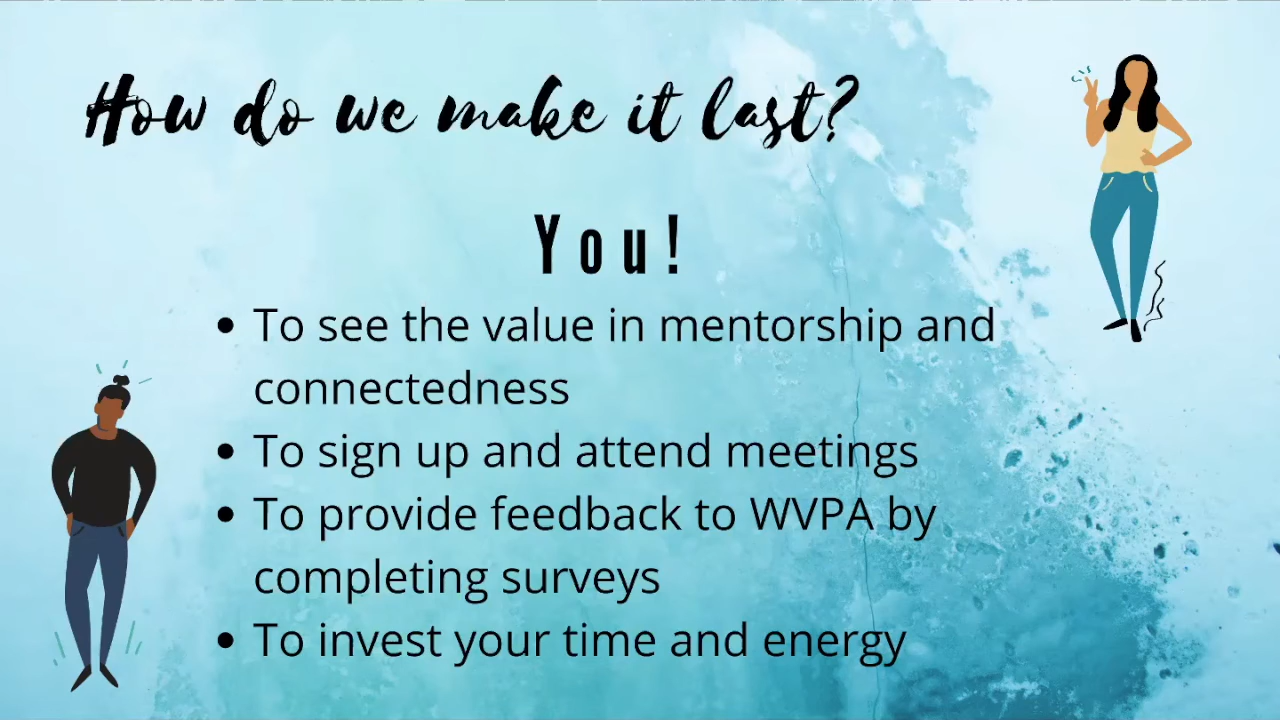 How do we make it last?
You!
• To see the value in mentorship and
connectedness
• To sign up and attend meetings
• To provide feedback to WVPA by
completing surveys
• To invest your time and energy